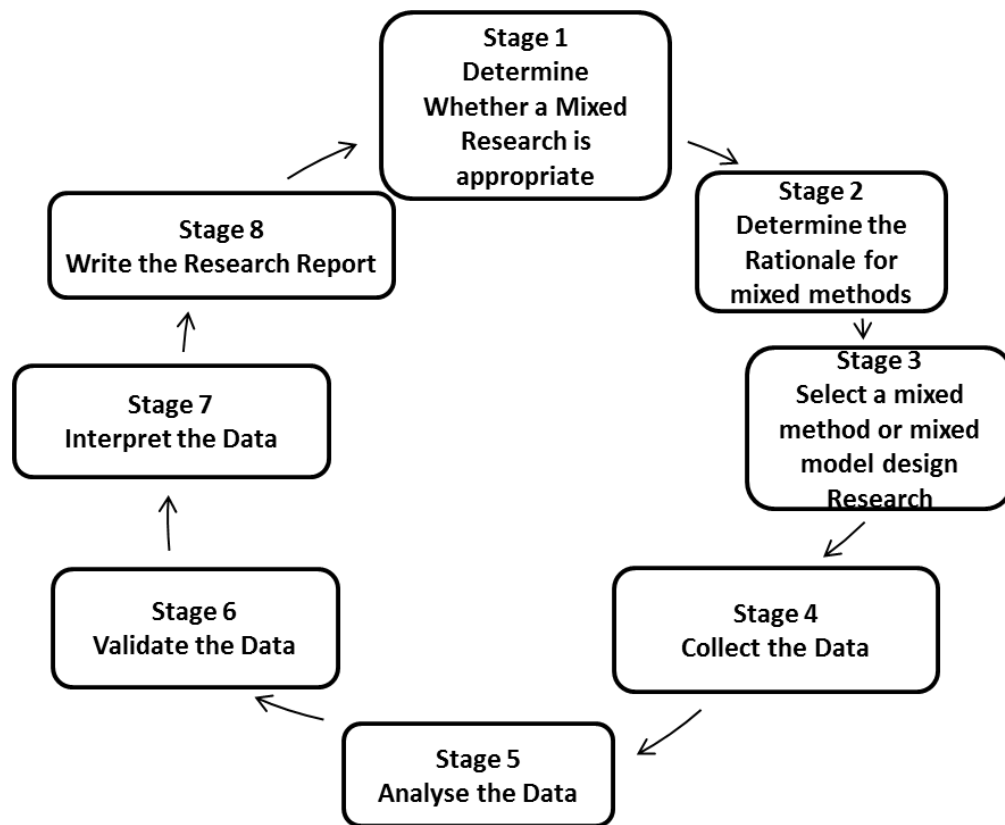 Stage 1
Determine
Whether a Mixed
Research is
appropriate
Stage 2
Determine the
Rationale for
mixed methods
Stage 3
Select a mixed
method or mixed
model design
Research
Stage 4
Collect the Data
Stage 5
Analyse the Data
Stage 6
Validate the Data
Stage 7
Interpret the Data
Stage 8
Write the Research Report